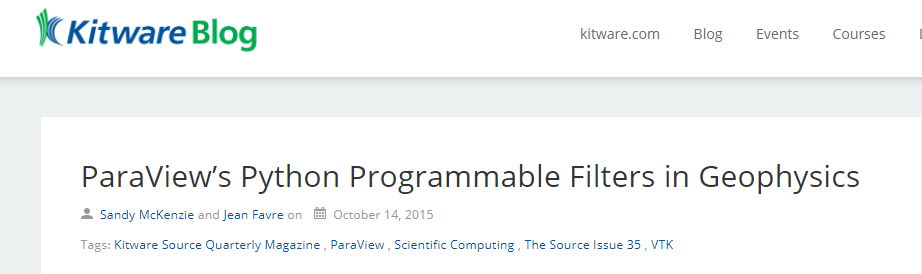 Kitware Blog
kitware.com Blog Events Courses
ParaView’s Python Programmable Filters in Geophysics
Sandy McKenzie and Jean Favre on October 14, 2015
Tags: Kitware Source Quarterly Magazine , ParaView , Scientific Computing , The Source Issue 35 , VTK